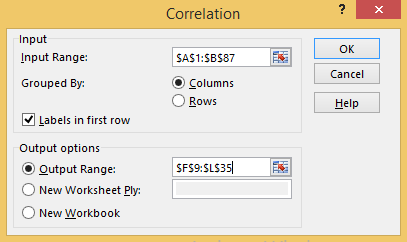 Correlation
? x
Input
Input Range: $A$1:$B$87
OK
Grouped By: Columns
Cancel
Rows
Help
Labels in first row
Output options
Output Range: $F$9:$L$35
New Worksheet Ply:
New Workbook